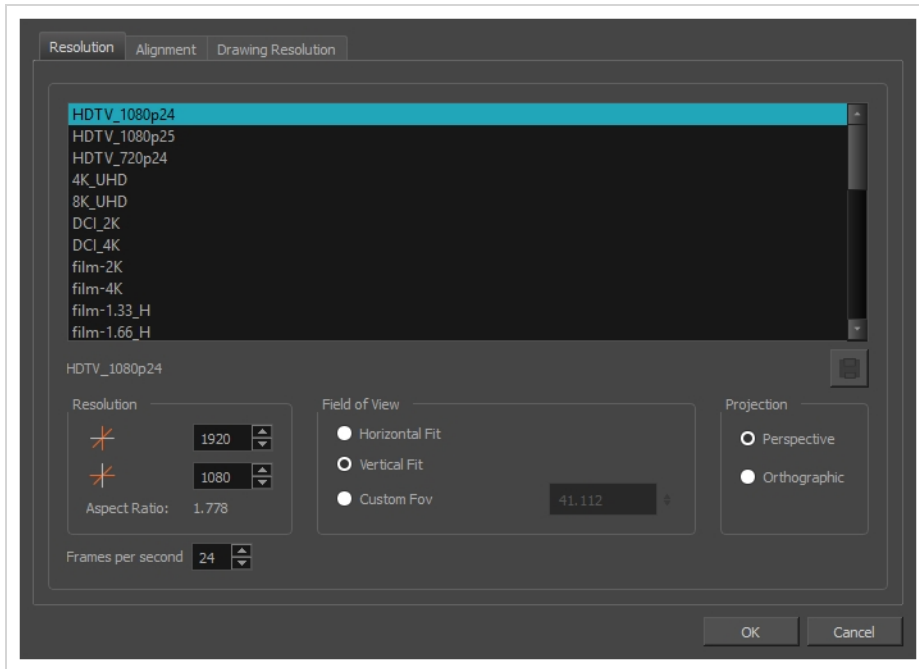 Resolution Alignment Drawing Resolution
HDTV_1080p24
HDTV_1080p25
HDTV_720p24
4K_UHD
8K_UHD
DCI_2K
DCI_4K
film-2K
film-4K
film-1.33_H
film-1.66_H
HDTV_1080p24
Resolution
1920
1080
Aspect Ratio: 1.778
Field of View
Horizontal Fit
Vertical Fit
Custom Fov 41.112
Projection
Perspective
Orthographic
Frames per second 24
OK Cancel